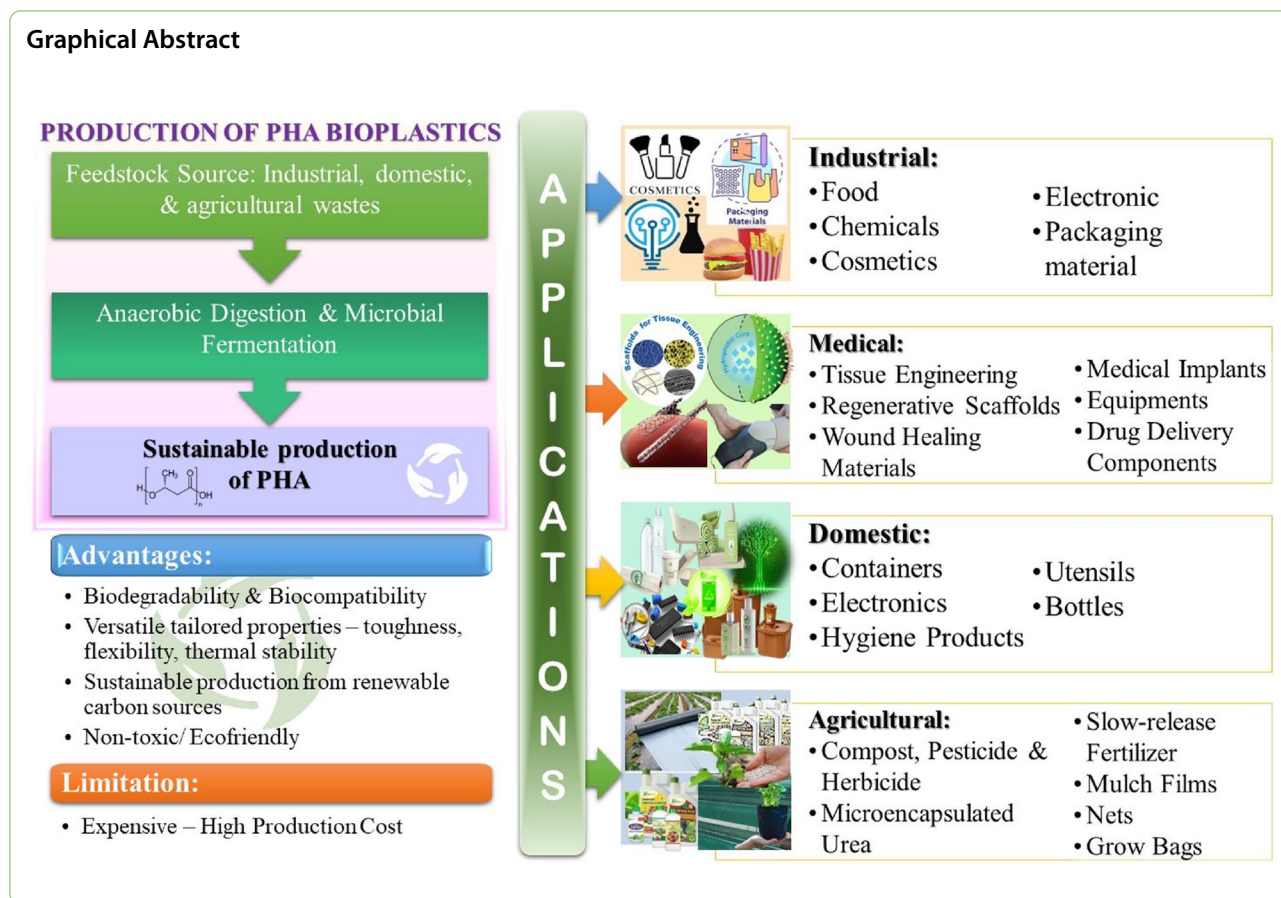 Graphical Abstract
PRODUCTION OF PHA BIOPLASTICS
Feedstock Source: Industrial, domestic,
& agricultural wastes
Anaerobic Digestion & Microbial
Fermentation
Sustainable production
of PHA
H
O
CH₃
O
OH
n
Advantages:
• Biodegradability & Biocompatibility
• Versatile tailored properties – toughness,
flexibility, thermal stability
• Sustainable production from renewable
carbon sources
• Non-toxic/ Ecofriendly
Limitation:
• Expensive – High Production Cost
A
P
P
L
I
C
A
T
I
O
N
S
COSMETICS
Packaging
Materials
Industrial:
• Food
• Chemicals
• Cosmetics
• Electronic
• Packaging
material
Scaffolds for Tissue Engineering
Hydrophobic Core
Medical:
• Tissue Engineering
• Regenerative Scaffolds
• Wound Healing
Materials
• Medical Implants
• Equipments
• Drug Delivery
Components
Domestic:
• Containers
• Electronics
• Hygiene Products
• Utensils
• Bottles
Agricultural:
• Compost, Pesticide &
Herbicide
• Microencapsulated
Urea
• Slow-release
Fertilizer
• Mulch Films
• Nets
• Grow Bags